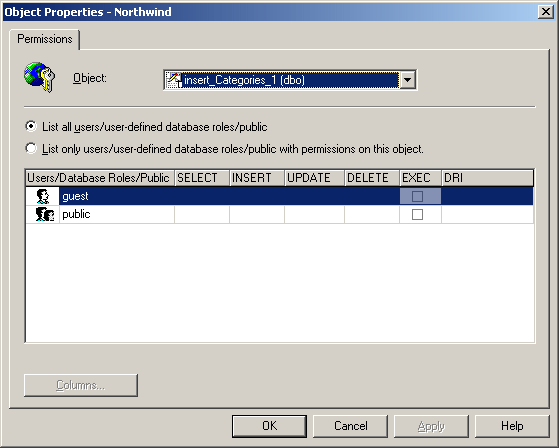 Object Properties - Northwind
Permissions
Object: insert_Categories_1 (dbo)
List all users/user-defined database roles/public
List only users/user-defined database roles/public with permissions on this object.
Users/Database Roles/Public SELECT INSERT UPDATE DELETE EXEC DRI
guest
public
Columns...
OK Cancel Apply Help